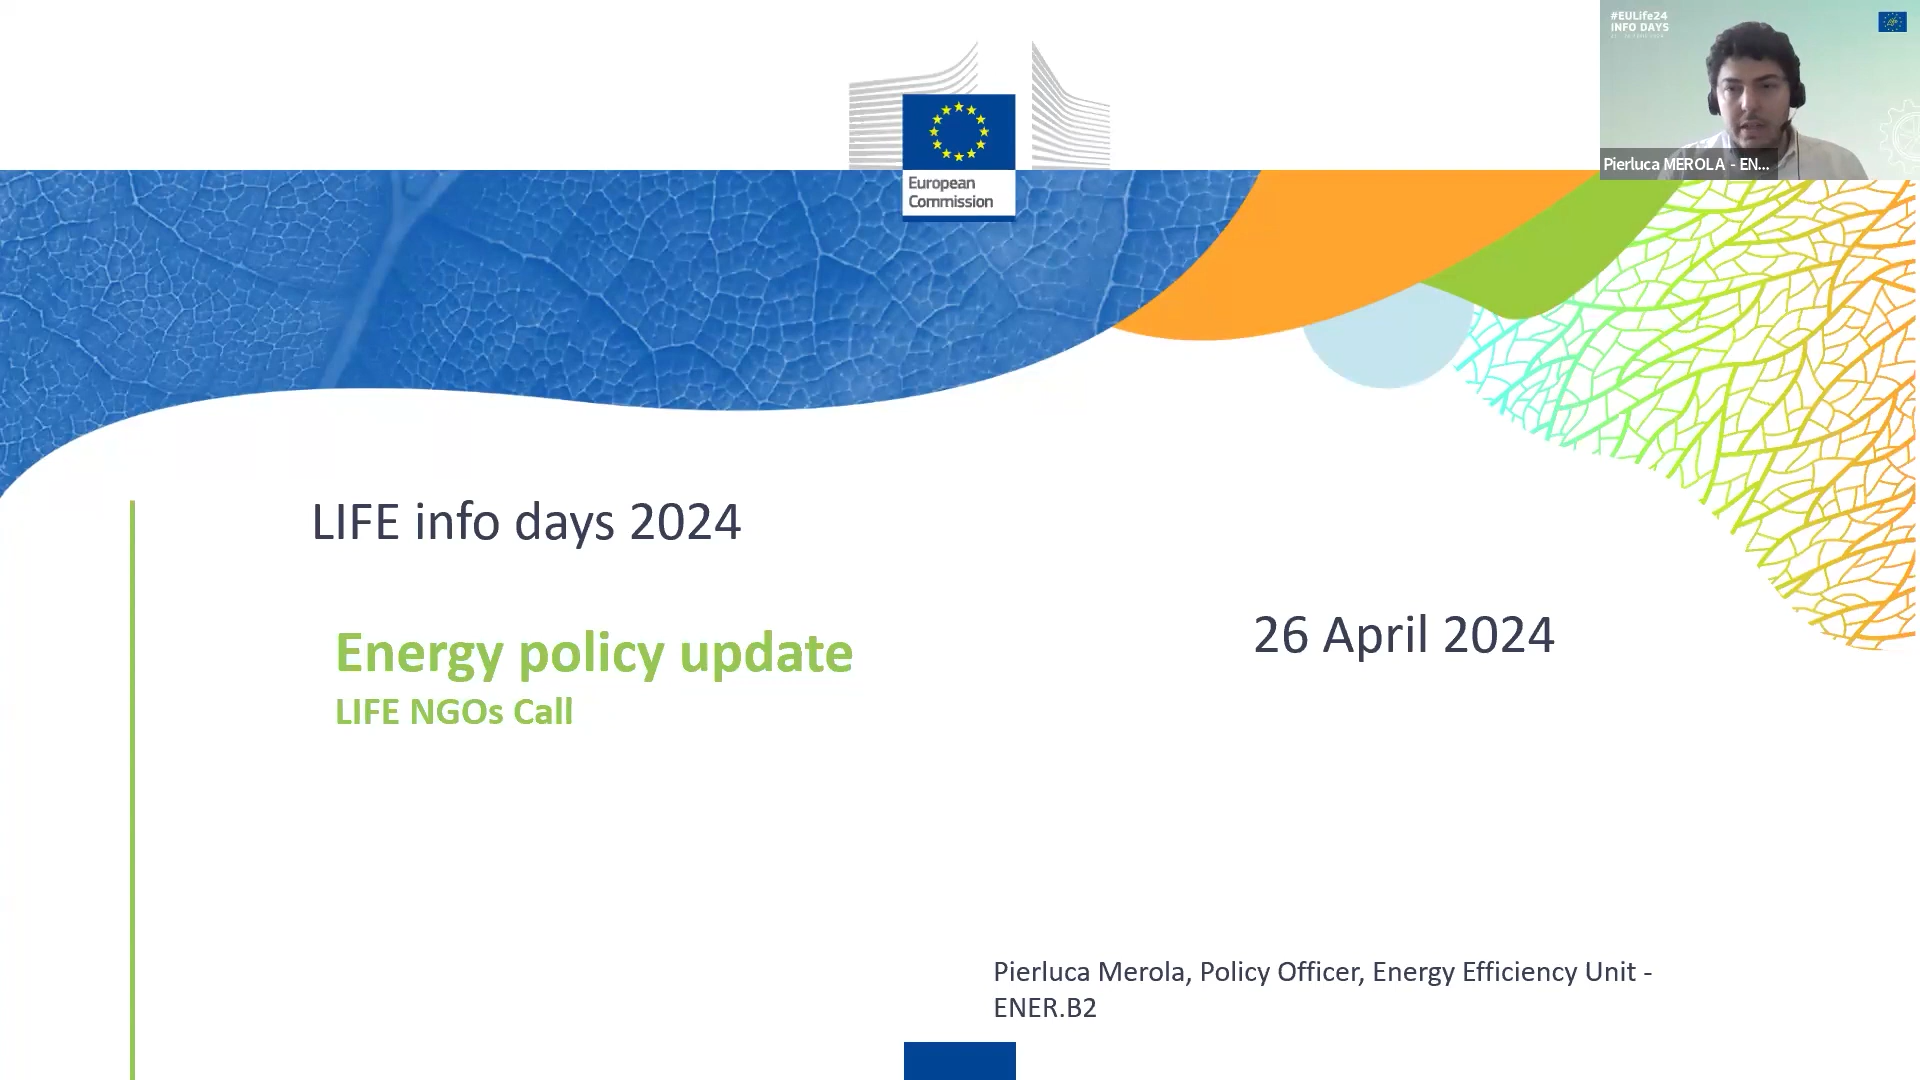 #EULife24
INFO DAYS
Pierluca MEROLA - EN...
European
Commission
LIFE info days 2024
Energy policy update
LIFE NGOs Call
26 April 2024
Pierluca Merola, Policy Officer, Energy Efficiency Unit -
ENER.B2